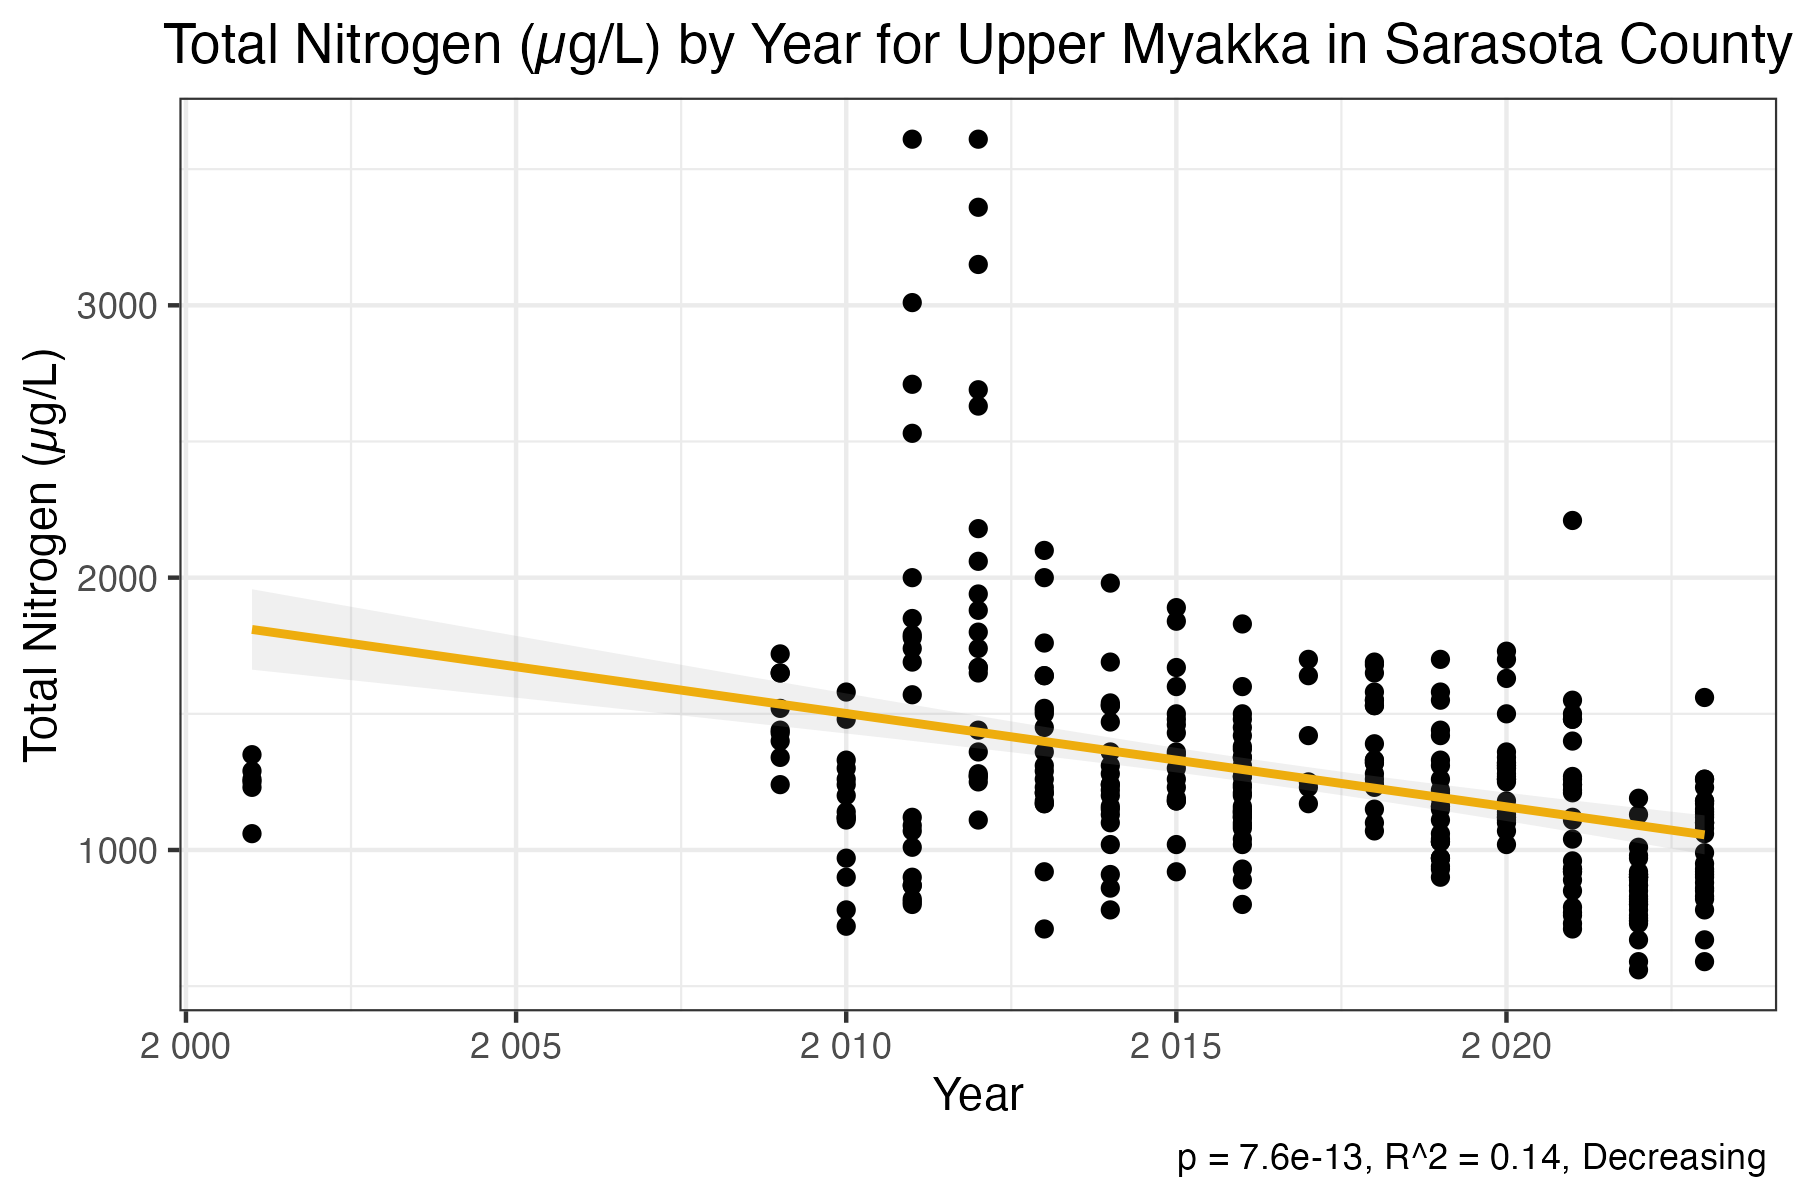 Total Nitrogen (µg/L) by Year for Upper Myakka in Sarasota County
Total Nitrogen (µg/L)
3000
2000
1000
2 000
2 005
2 010
2 015
2 020
Year
p = 7.6e-13, R^2 = 0.14, Decreasing